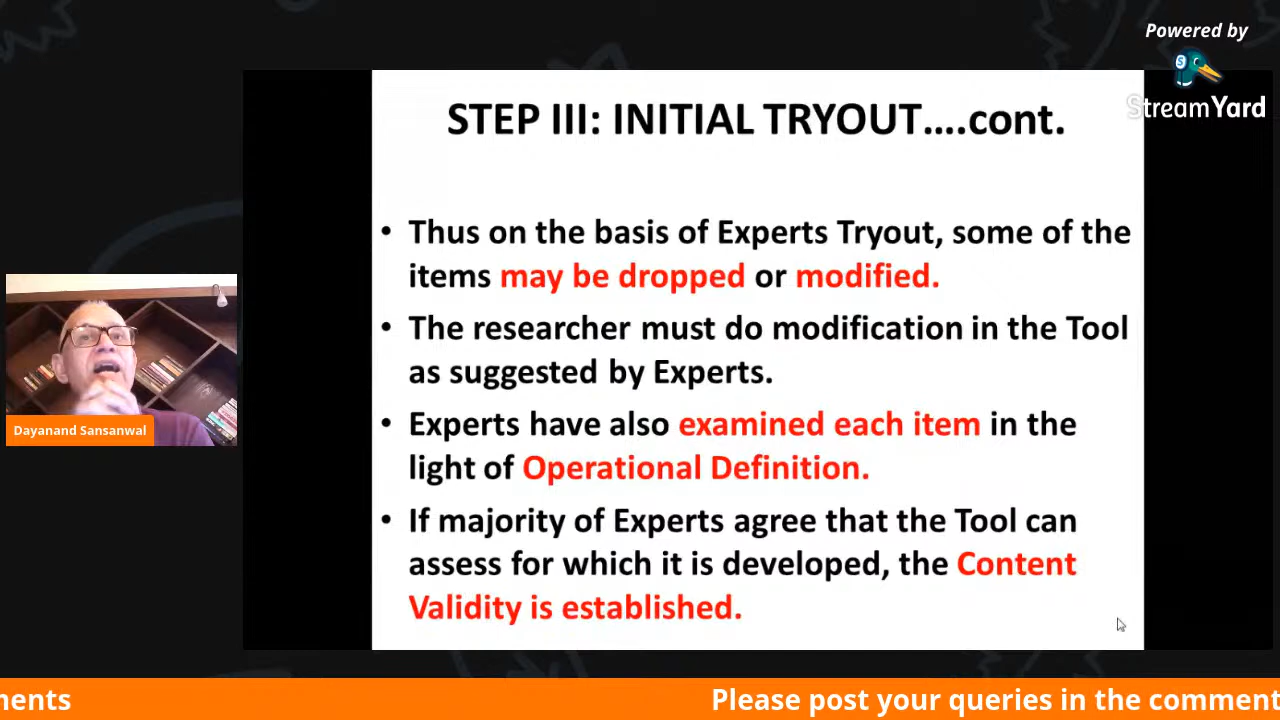 Powered by
StreamYard
STEP III: INITIAL TRYOUT....cont.
• Thus on the basis of Experts Tryout, some of the
items may be dropped or modified.
• The researcher must do modification in the Tool
as suggested by Experts.
• Experts have also examined each item in the
light of Operational Definition.
• If majority of Experts agree that the Tool can
assess for which it is developed, the Content
Validity is established.
Dayanand Sansanwal
nents Please post your queries in the comment